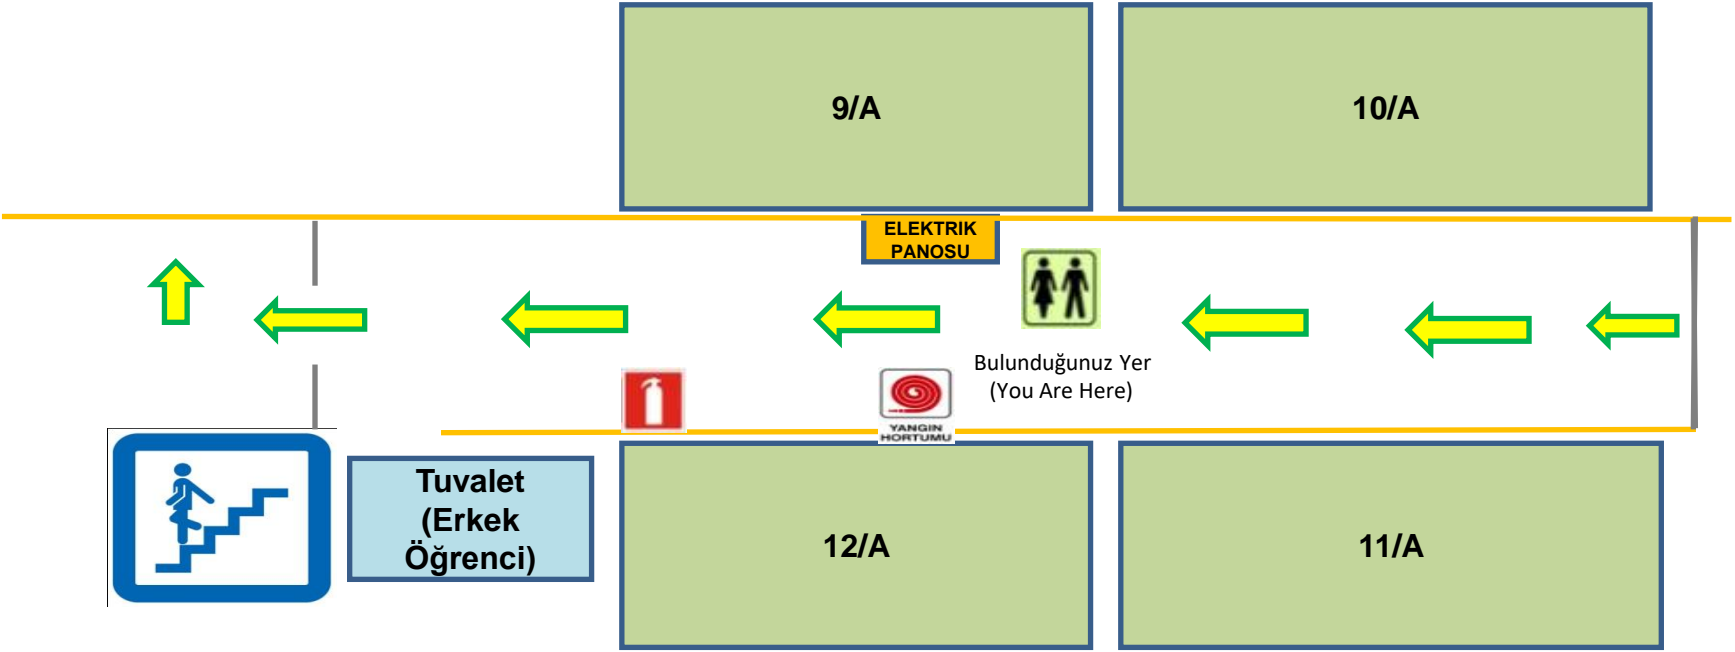 9/A
10/A
ELEKTRIK
PANOSU
Bulunduğunuz Yer
(You Are Here)
YANGIN
HORTUMU
Tuvalet
(Erkek
Öğrenci)
12/A
11/A